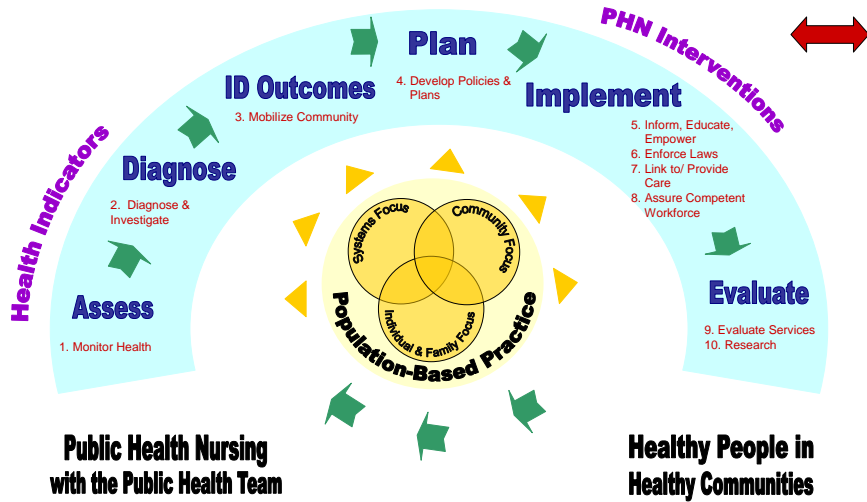 Health Indicators
PHN Interventions
Assess
1. Monitor Health
Diagnose
2. Diagnose &
Investigate
ID Outcomes
3. Mobilize Community
Plan
4. Develop Policies &
Plans
Implement
5. Inform, Educate,
Empower
6. Enforce Laws
7. Link to/ Provide
Care
8. Assure Competent
Workforce
Evaluate
9. Evaluate Services
10. Research
Systems Focus
Community Focus
Individual & Family Focus
Population-Based Practice
Public Health Nursing
with the Public Health Team
Healthy People in
Healthy Communities